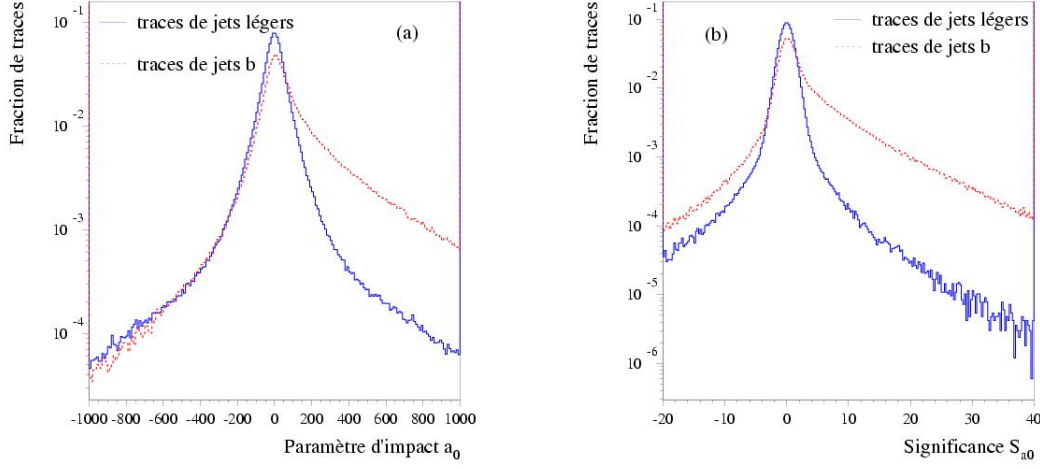 Fraction de traces
10^-1
10^-2
10^-3
10^-4
traces de jets légers
traces de jets b
(a)
-1000 -800 -600 -400 -200 0 200 400 600 800 1000
Paramètre d'impact a0
Fraction de traces
10^-1
10^-2
10^-3
10^-4
10^-5
10^-6
(b)
traces de jets légers
traces de jets b
-20 -10 0 10 20 30 40
Significance Sa0